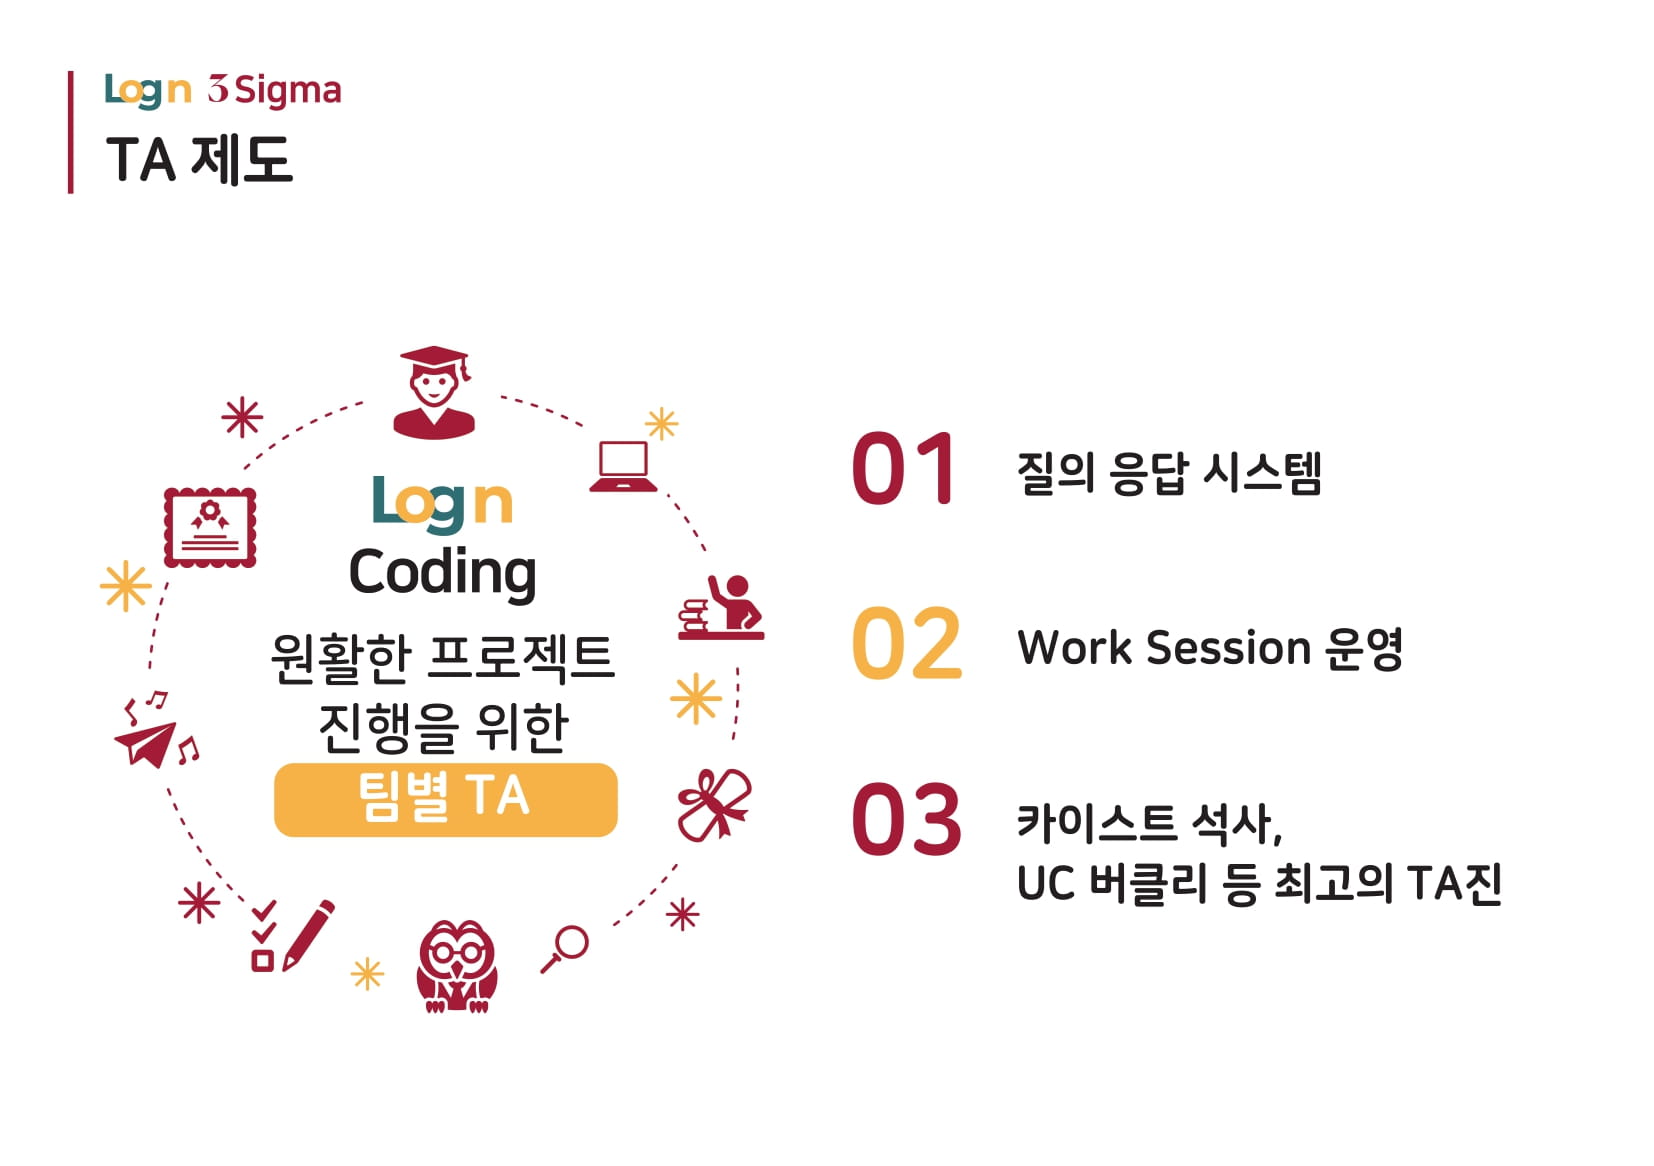 Logn 3 Sigma
TA 제도
Logn
Coding
원활한 프로젝트
진행을 위한
팀별 TA
01 질의 응답 시스템
02 Work Session 운영
03 카이스트 석사,
UC 버클리 등 최고의 TA진